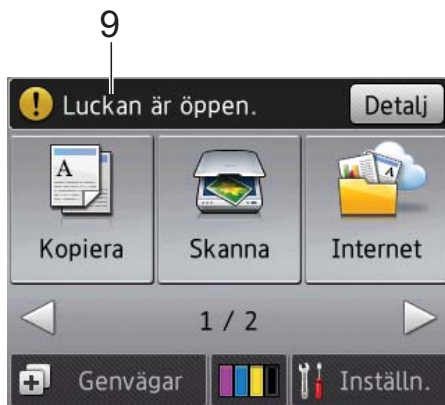 9
Luckan är öppen. Detalj
Kopiera Skanna Internet
1 / 2
Genvägar Inställn.